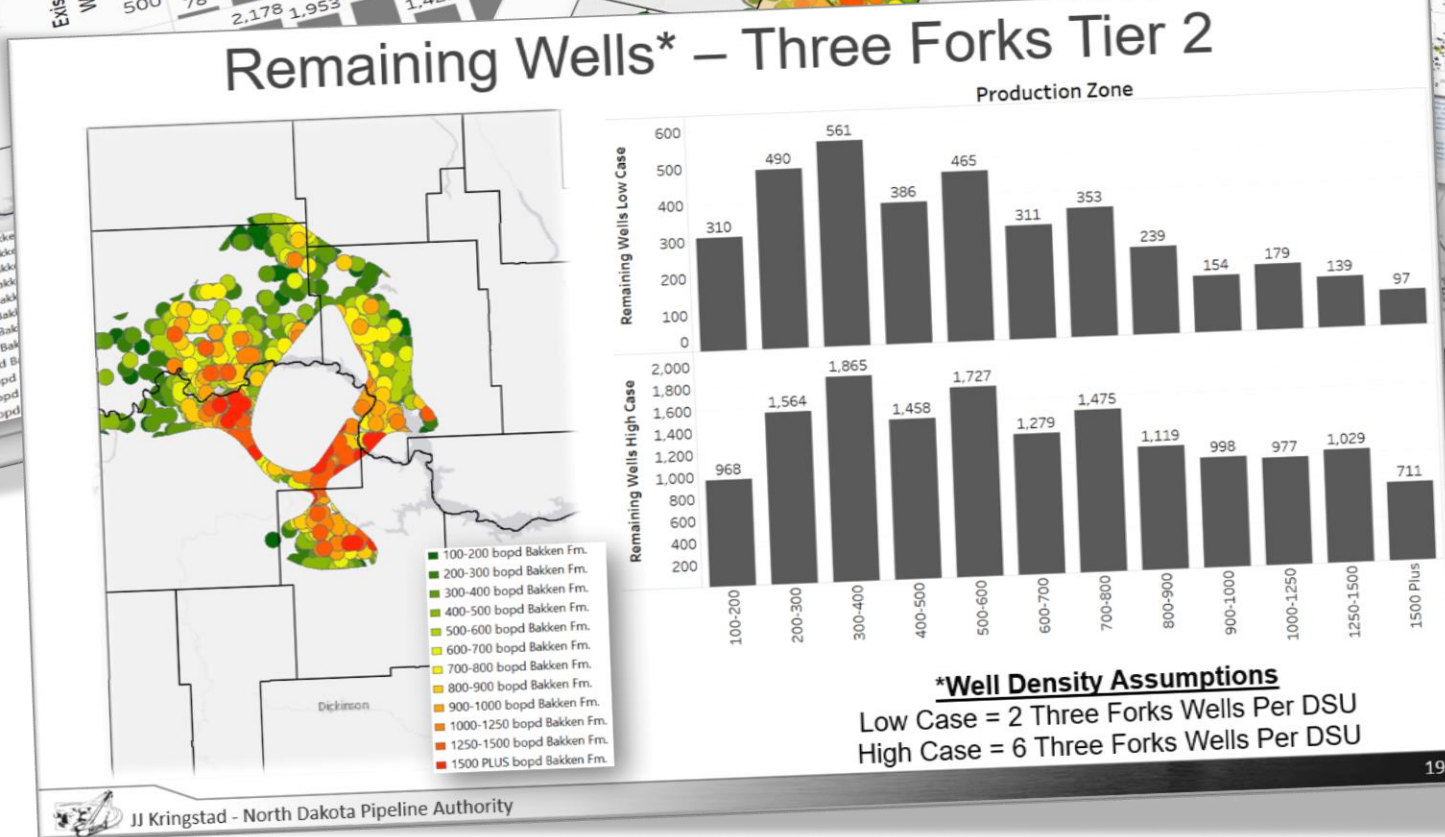 500
2,178 1,953
Remaining Wells* – Three Forks Tier 2
Production Zone
Remaining Wells Low Case
600
500
400
300
200
100
0
310
490
561
386
465
311
353
239
154
179
139
97
Remaining Wells High Case
2,000
1,800
1,600
1,400
1,200
1,000
800
600
400
200
968
1,564
1,865
1,458
1,727
1,279
1,475
1,119
998
977
1,029
711
100-200
200-300
300-400
400-500
500-600
600-700
700-800
800-900
900-1000
1000-1250
1250-1500
1500 Plus
100-200 bopd Bakken Fm.
200-300 bopd Bakken Fm.
300-400 bopd Bakken Fm.
400-500 bopd Bakken Fm.
500-600 bopd Bakken Fm.
600-700 bopd Bakken Fm.
700-800 bopd Bakken Fm.
800-900 bopd Bakken Fm.
900-1000 bopd Bakken Fm.
1000-1250 bopd Bakken Fm.
1250-1500 bopd Bakken Fm.
1500 PLUS bopd Bakken Fm.
Dickinson
*Well Density Assumptions
Low Case = 2 Three Forks Wells Per DSU
High Case = 6 Three Forks Wells Per DSU
JJ Kringstad - North Dakota Pipeline Authority
19